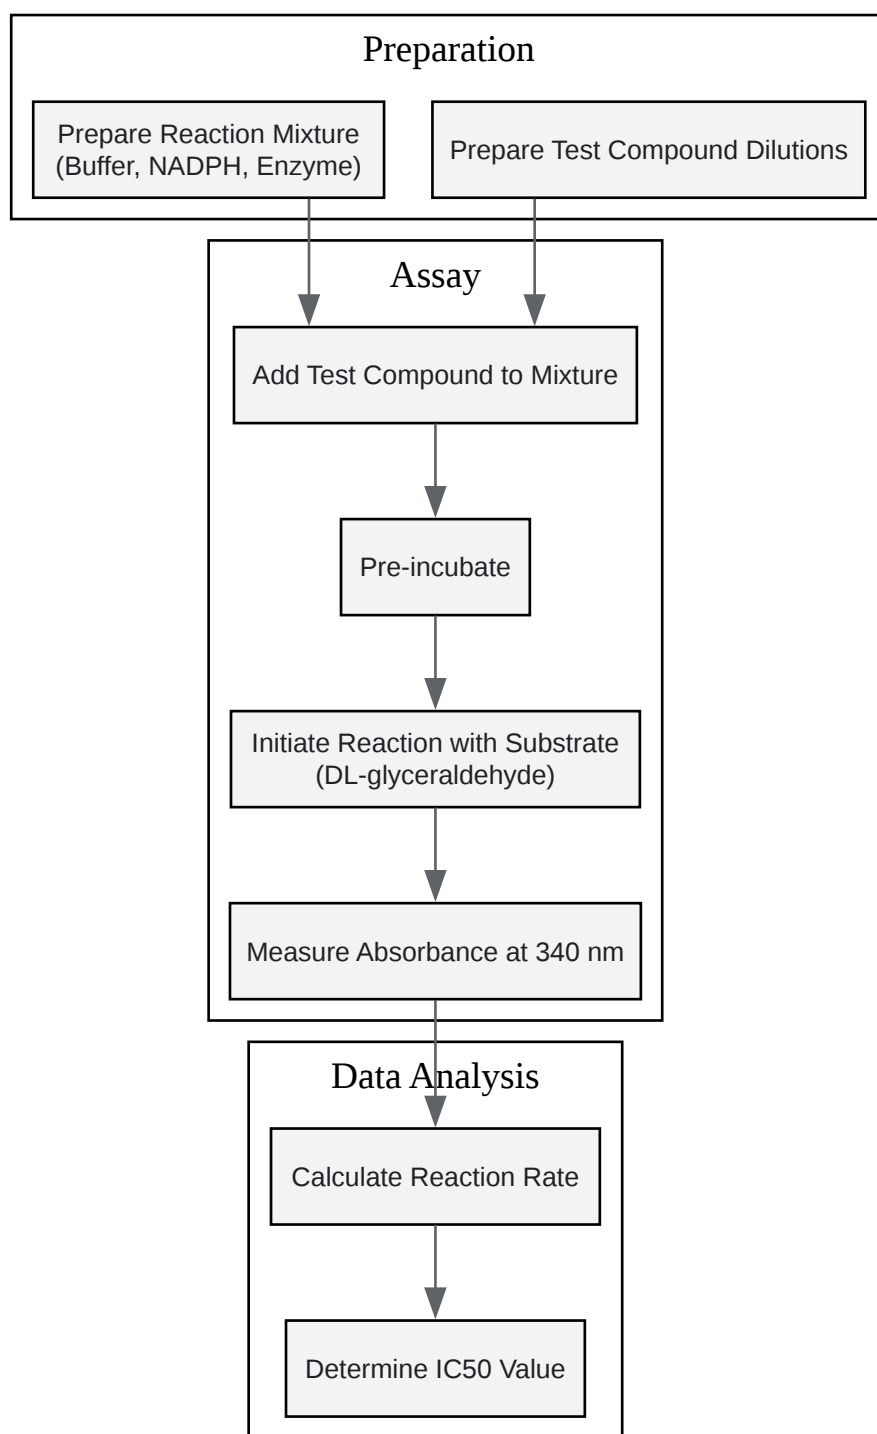 Preparation
Prepare Reaction Mixture
(Buffer, NADPH, Enzyme)
Prepare Test Compound Dilutions
Assay
Add Test Compound to Mixture
Pre-incubate
Initiate Reaction with Substrate
(DL-glyceraldehyde)
Measure Absorbance at 340 nm
Data Analysis
Calculate Reaction Rate
Determine IC50 Value